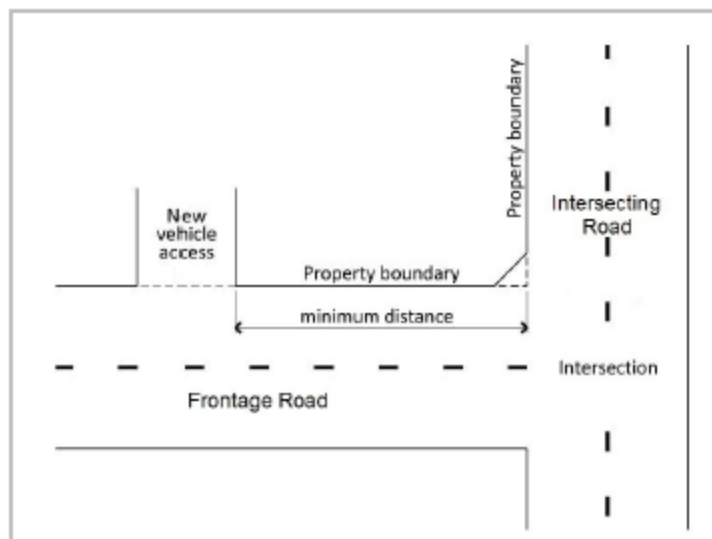 Property boundary
New
vehicle
access
Intersecting
Road
Property boundary
minimum distance
Intersection
Frontage Road